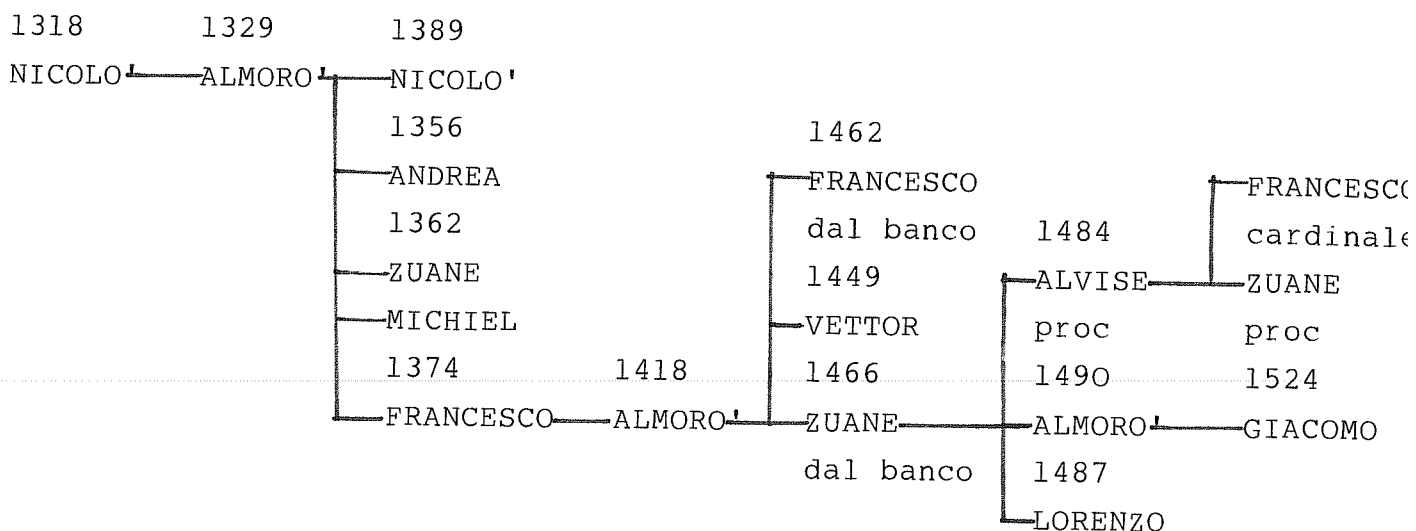 1318 1329 1389
NICOLO' ALMORO' NICOLO'
1356
ANDREA
1362
ZUANE
MICHIEL
1374 1418
FRANCESCO ALMORO'
1462
FRANCESCO
dal banco
1449
VETTOR
1466
ZUANE
dal banco
1484
ALVISE
proc
1490
ALMORO'
1487
LORENZO
FRANCESCO
cardinale
ZUANE
proc
1524
GIACOMO